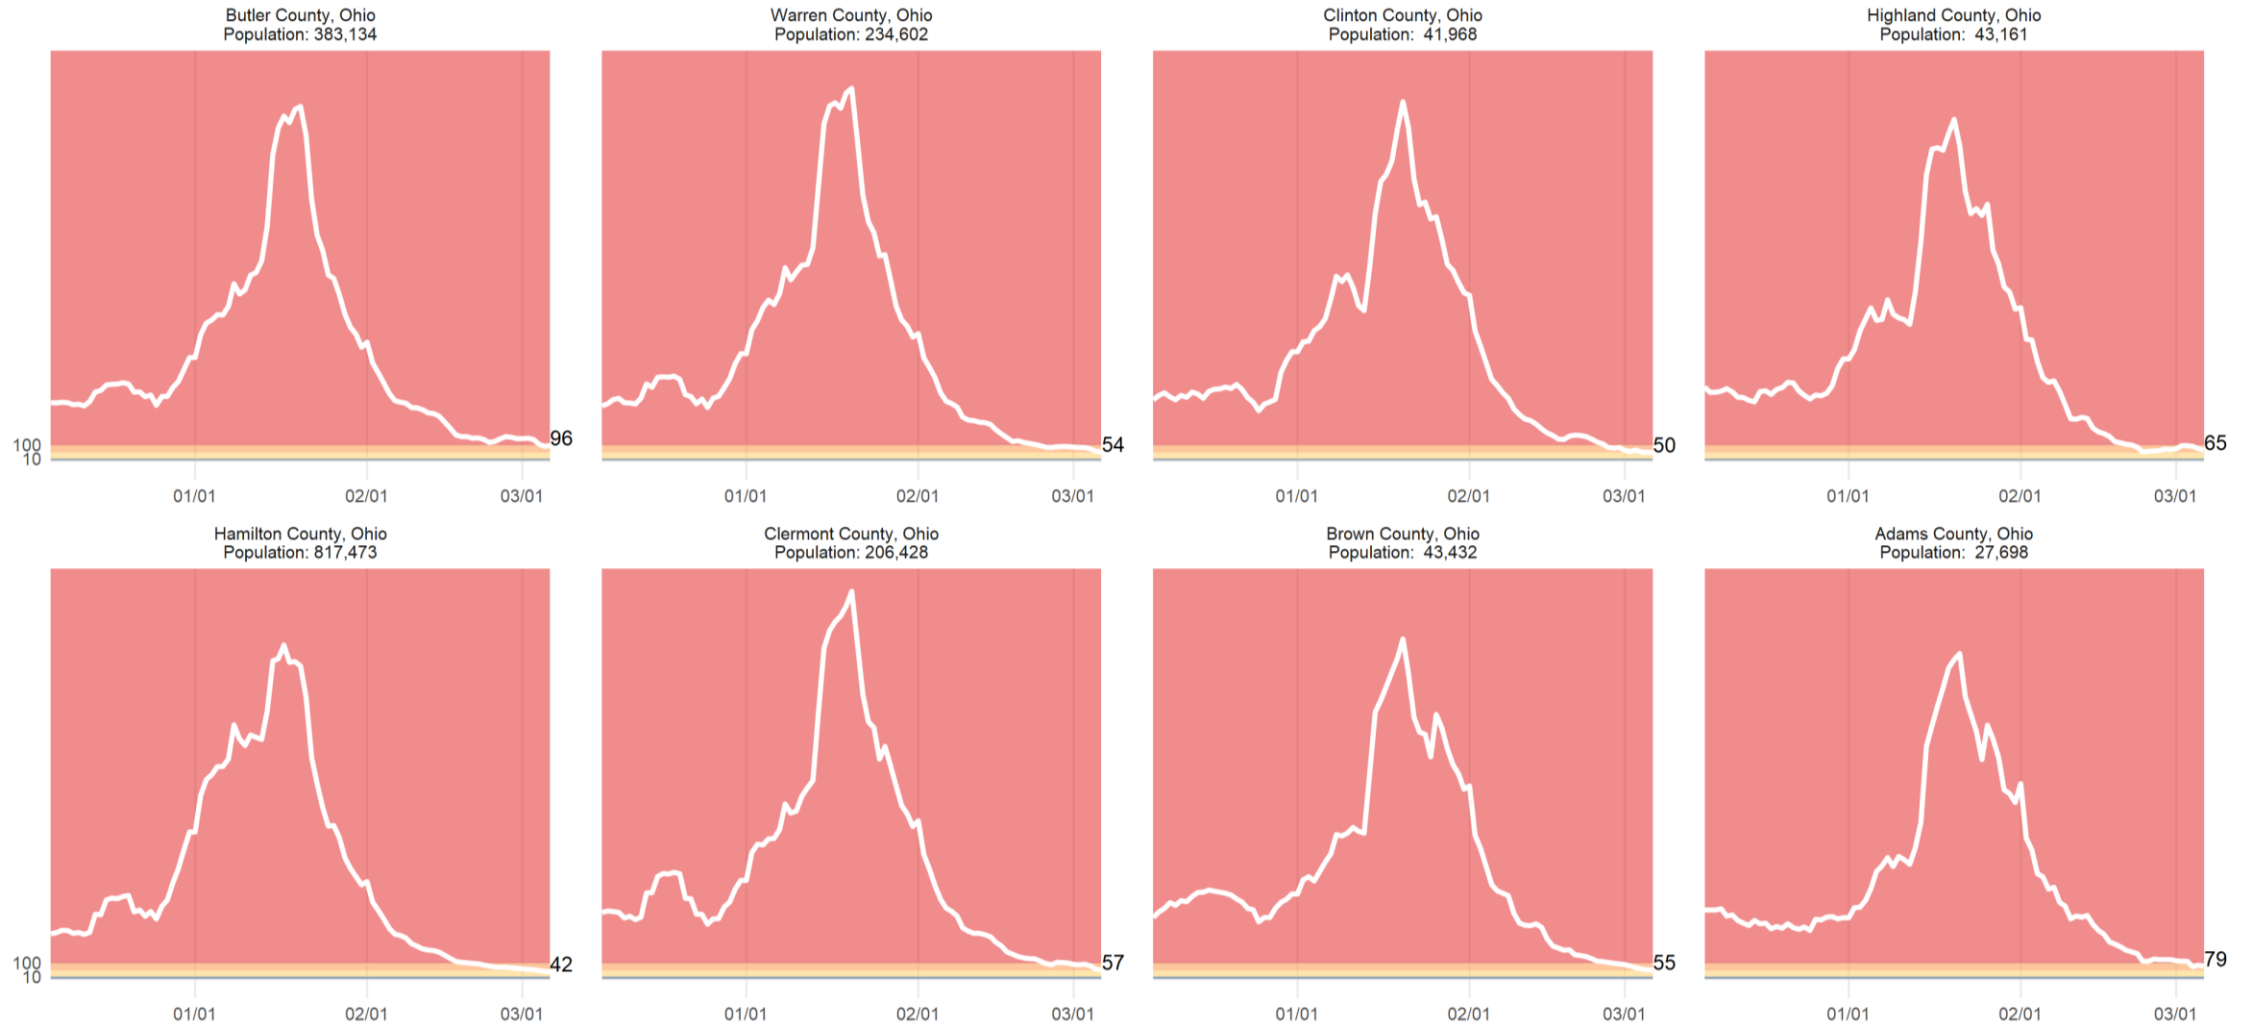 Butler County, Ohio
Population: 383,134
Warren County, Ohio
Population: 234,602
Clinton County, Ohio
Population: 41,968
Highland County, Ohio
Population: 43,161
100
10
96
54
50
65
01/01 02/01 03/01
01/01 02/01 03/01
01/01 02/01 03/01
01/01 02/01 03/01
Hamilton County, Ohio
Population: 817,473
Clermont County, Ohio
Population: 206,428
Brown County, Ohio
Population: 43,432
Adams County, Ohio
Population: 27,698
100
10
42
57
55
79
01/01 02/01 03/01
01/01 02/01 03/01
01/01 02/01 03/01
01/01 02/01 03/01